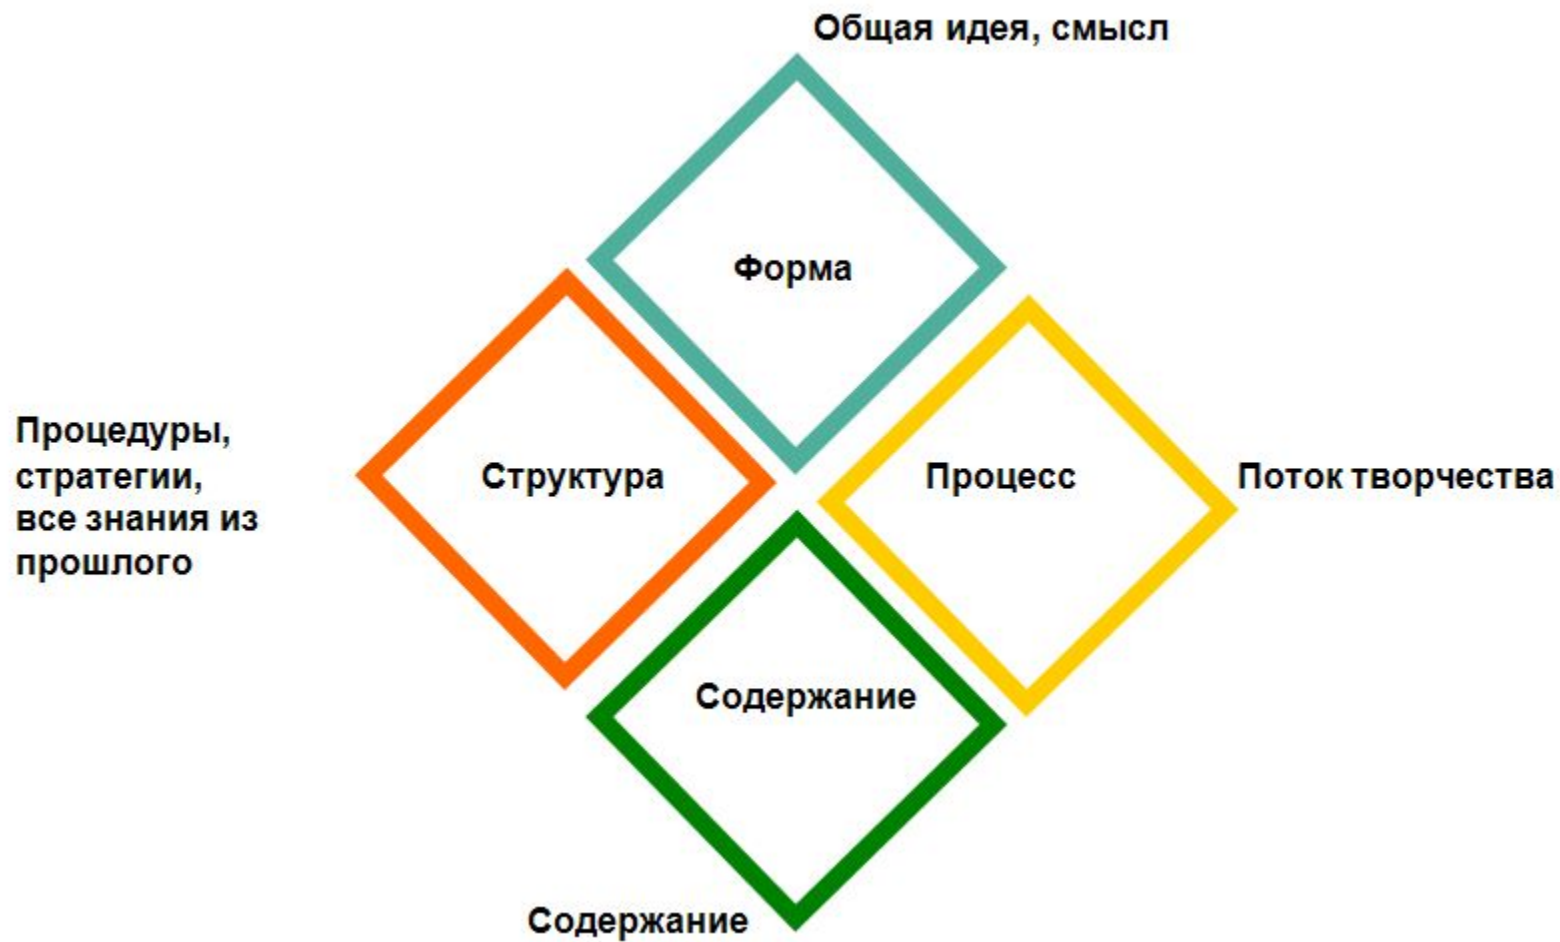 Общая идея, смысл
Форма
Процедуры,
стратегии,
все знания из
прошлого
Структура
Процесс
Поток творчества
Содержание
Содержание